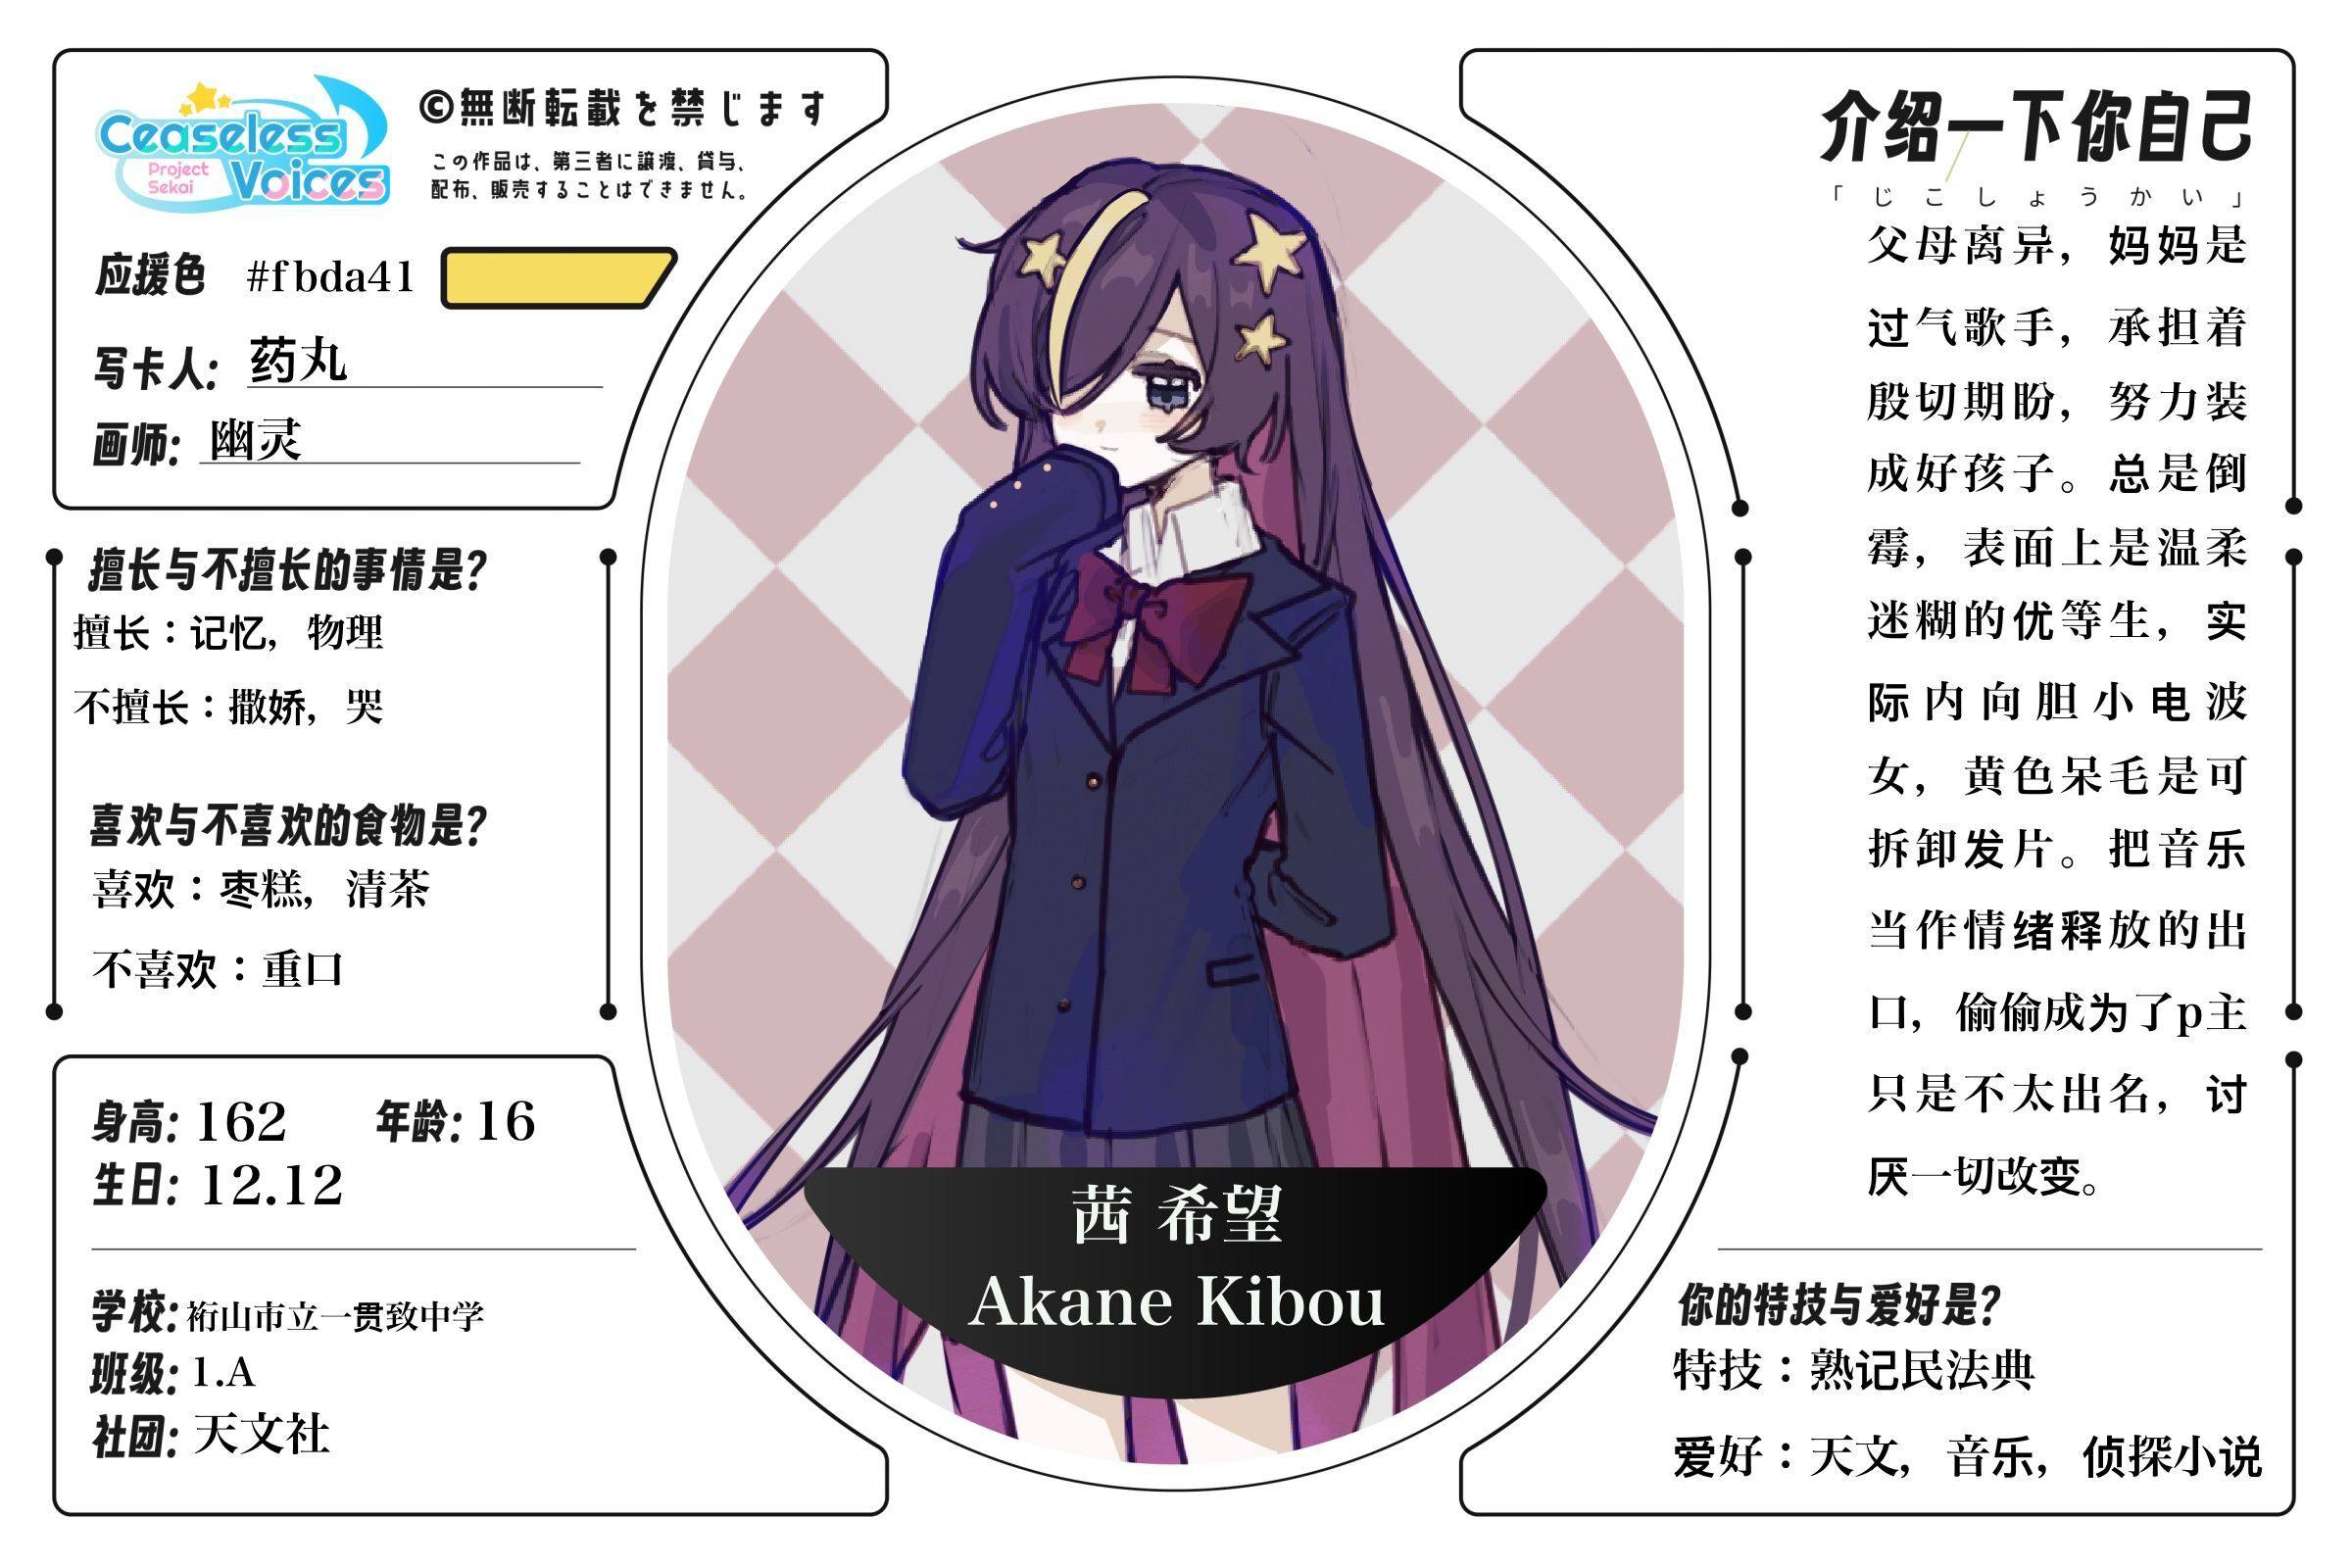 Ceaseless
Project
Sekai
Voices
©無断転載を禁じます
この作品は、第三者に譲渡、貸与、
配布、販売することはできません。
应援色 #fbda41
写卡人: 药丸
画师: 幽灵
擅长与不擅长的事情是?
擅长：记忆，物理
不擅长：撒娇，哭
喜欢与不喜欢的食物是?
喜欢：枣糕，清茶
不喜欢：重口
身高: 162 年龄: 16
生日: 12.12
学校: 裄山市立一贯致中学
班级: 1.A
社团: 天文社
茜 希望
Akane Kibou
介绍一下你自己
「じこしょうかい」
父母离异，妈妈是
过气歌手，承担着
殷切期盼，努力装
成好孩子。总是倒
霉，表面上是温柔
迷糊的优等生，实
际内向胆小电波
女，黄色呆毛是可
拆卸发片。把音乐
当作情绪释放的出
口，偷偷成为了p主
只是不太出名，讨
厌一切改变。
你的特技与爱好是?
特技：熟记民法典
爱好：天文，音乐，侦探小说